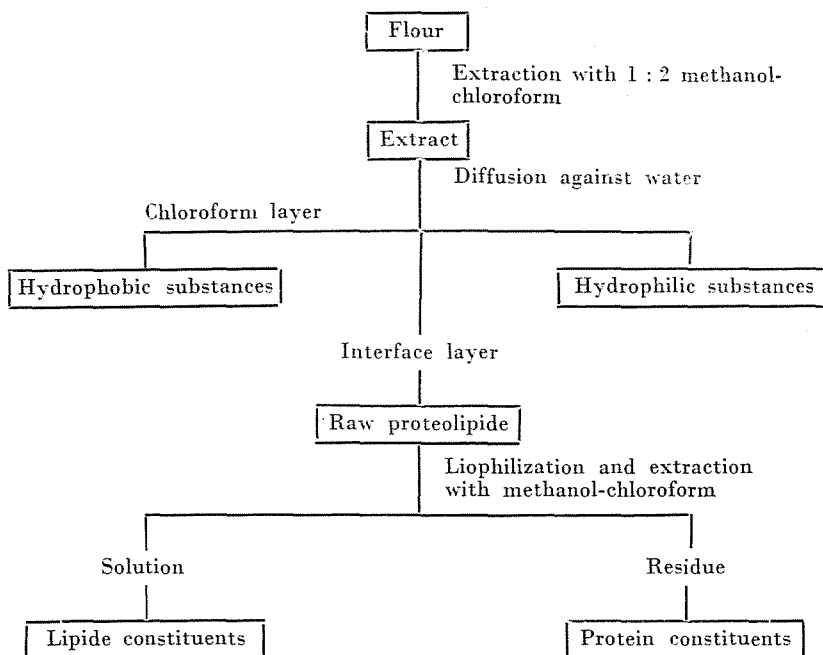 Flour
Extraction with 1 : 2 methanol-
chloroform
Extract
Diffusion against water
Chloroform layer
Hydrophobic substances
Hydrophilic substances
Interface layer
Raw proteolipide
Liophilization and extraction
with methanol-chloroform
Solution
Residue
Lipide constituents
Protein constituents